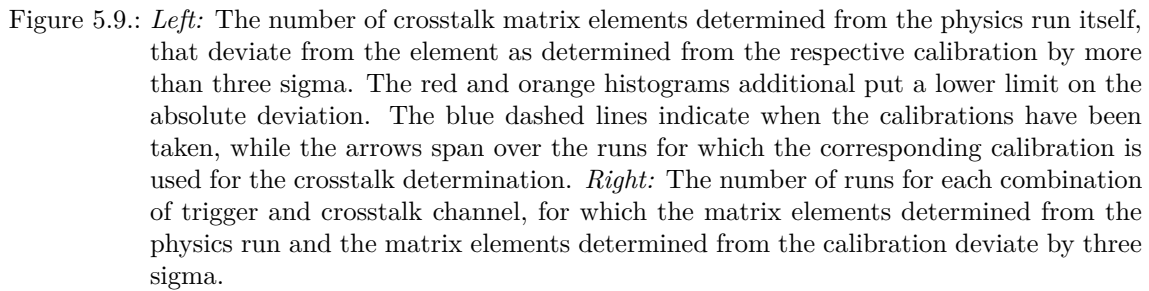 Figure 5.9.: Left: The number of crosstalk matrix elements determined from the physics run itself,
that deviate from the element as determined from the respective calibration by more
than three sigma. The red and orange histograms additional put a lower limit on the
absolute deviation. The blue dashed lines indicate when the calibrations have been
taken, while the arrows span over the runs for which the corresponding calibration is
used for the crosstalk determination. Right: The number of runs for each combination
of trigger and crosstalk channel, for which the matrix elements determined from the
physics run and the matrix elements determined from the calibration deviate by three
sigma.